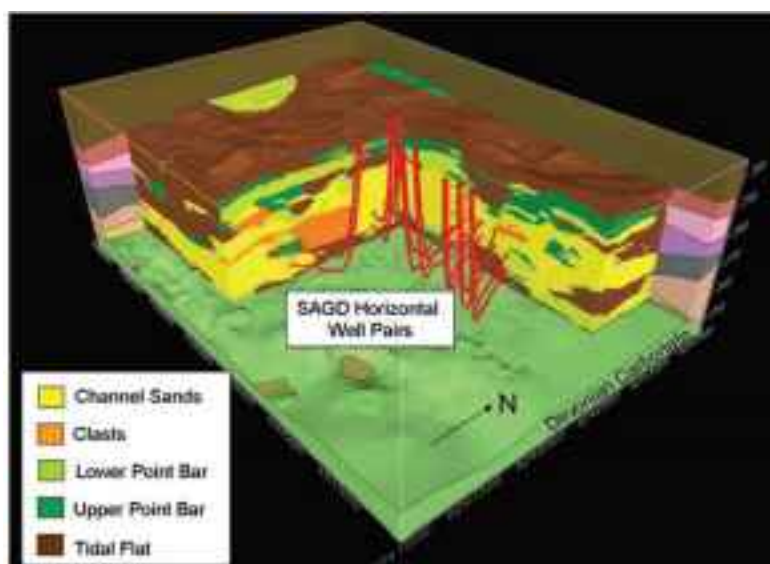 SAGD Horizontal
Well Pairs
N
Channel Sands
Clasts
Lower Point Bar
Upper Point Bar
Tidal Flat